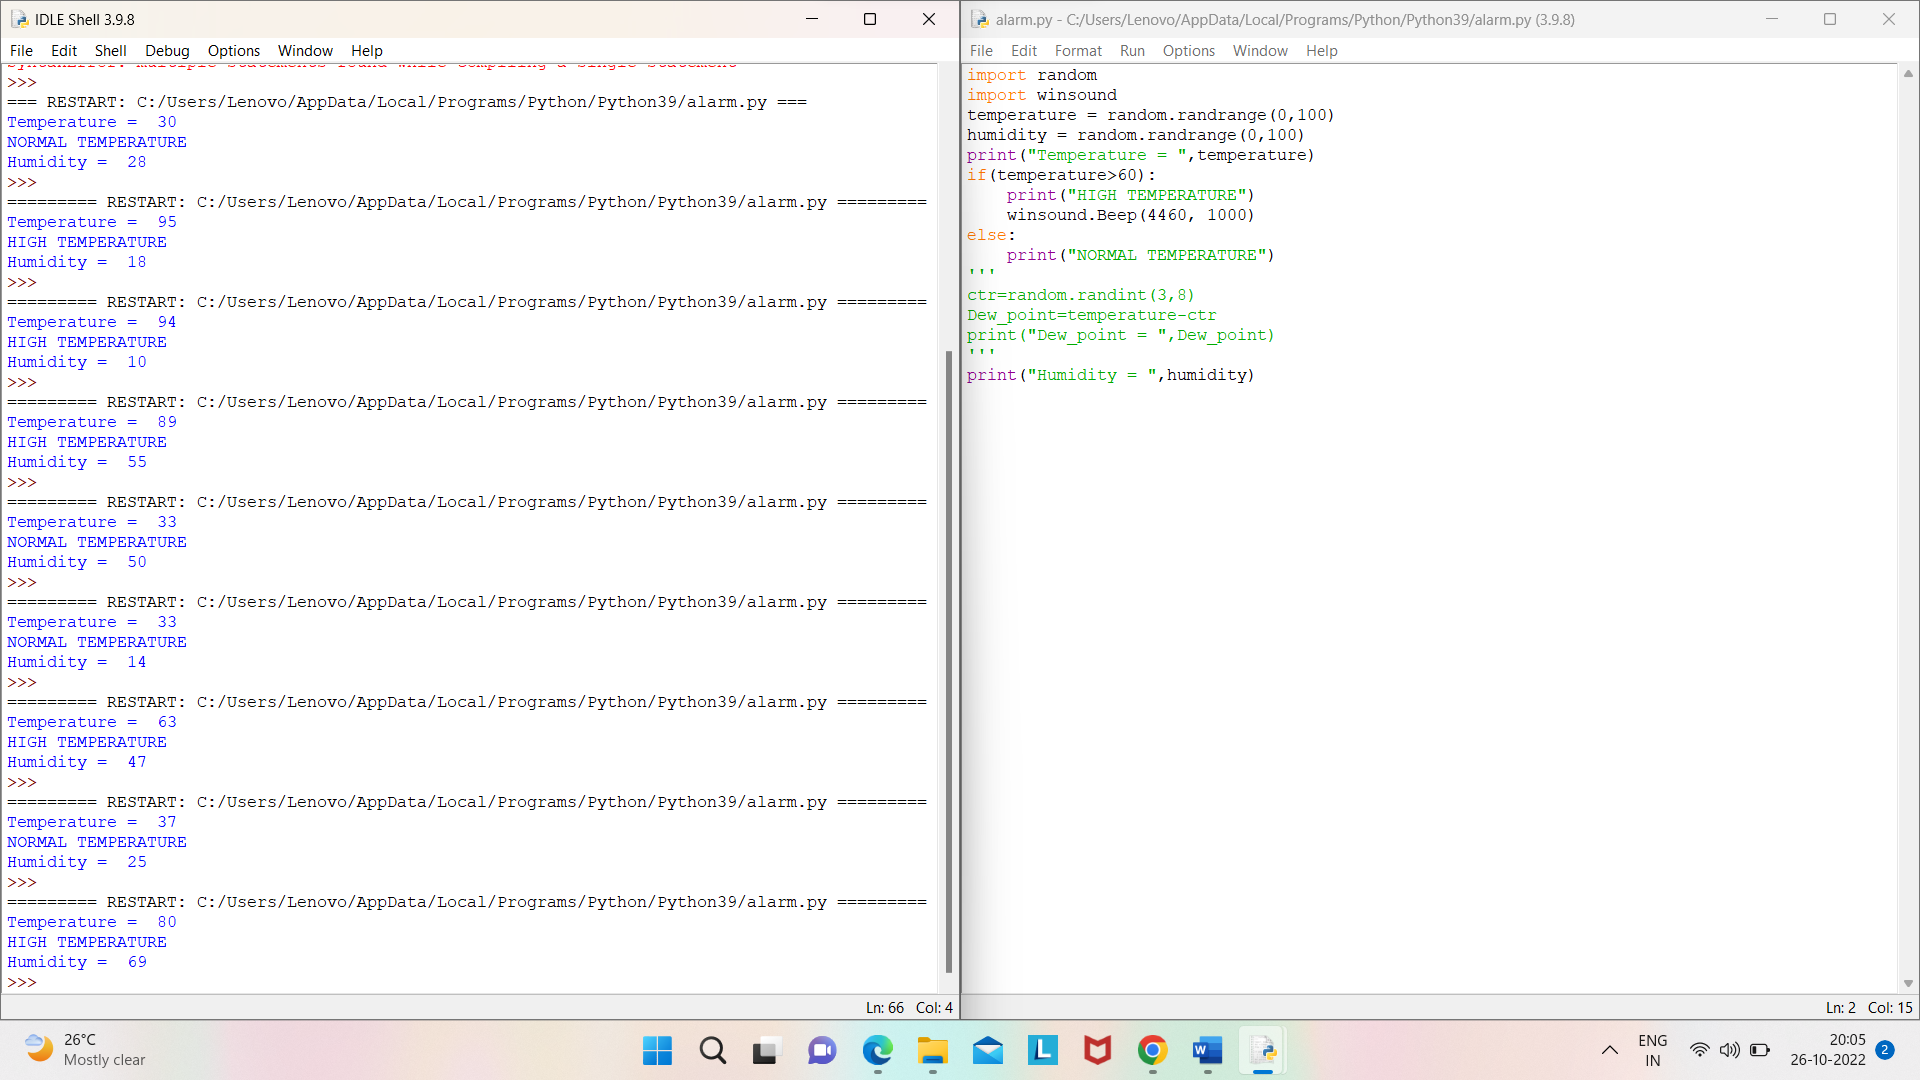 IDLE Shell 3.9.8
File Edit Shell Debug Options Window Help
SyntaxError: multiple statements found while compiling a single statement
>>>
=== RESTART: C:/Users/Lenovo/AppData/Local/Programs/Python/Python39/alarm.py ===
Temperature =  30
NORMAL TEMPERATURE
Humidity =  28
>>>
========= RESTART: C:/Users/Lenovo/AppData/Local/Programs/Python/Python39/alarm.py =========
Temperature =  95
HIGH TEMPERATURE
Humidity =  18
>>>
========= RESTART: C:/Users/Lenovo/AppData/Local/Programs/Python/Python39/alarm.py =========
Temperature =  94
HIGH TEMPERATURE
Humidity =  10
>>>
========= RESTART: C:/Users/Lenovo/AppData/Local/Programs/Python/Python39/alarm.py =========
Temperature =  89
HIGH TEMPERATURE
Humidity =  55
>>>
========= RESTART: C:/Users/Lenovo/AppData/Local/Programs/Python/Python39/alarm.py =========
Temperature =  33
NORMAL TEMPERATURE
Humidity =  50
>>>
========= RESTART: C:/Users/Lenovo/AppData/Local/Programs/Python/Python39/alarm.py =========
Temperature =  33
NORMAL TEMPERATURE
Humidity =  14
>>>
========= RESTART: C:/Users/Lenovo/AppData/Local/Programs/Python/Python39/alarm.py =========
Temperature =  63
HIGH TEMPERATURE
Humidity =  47
>>>
========= RESTART: C:/Users/Lenovo/AppData/Local/Programs/Python/Python39/alarm.py =========
Temperature =  37
NORMAL TEMPERATURE
Humidity =  25
>>>
========= RESTART: C:/Users/Lenovo/AppData/Local/Programs/Python/Python39/alarm.py =========
Temperature =  80
HIGH TEMPERATURE
Humidity =  69
>>>
Ln: 66 Col: 4
alarm.py - C:/Users/Lenovo/AppData/Local/Programs/Python/Python39/alarm.py (3.9.8)
File Edit Format Run Options Window Help
import random
import winsound
temperature = random.randrange(0,100)
humidity = random.randrange(0,100)
print("Temperature = ",temperature)
if(temperature>60):
    print("HIGH TEMPERATURE")
    winsound.Beep(4460, 1000)
else:
    print("NORMAL TEMPERATURE")
'''
ctr=random.randint(3,8)
Dew_point=temperature-ctr
print("Dew_point = ",Dew_point)
'''
print("Humidity = ",humidity)
Ln: 2 Col: 15
26°C
Mostly clear
L
W
ENG
IN
20:05
26-10-2022
2